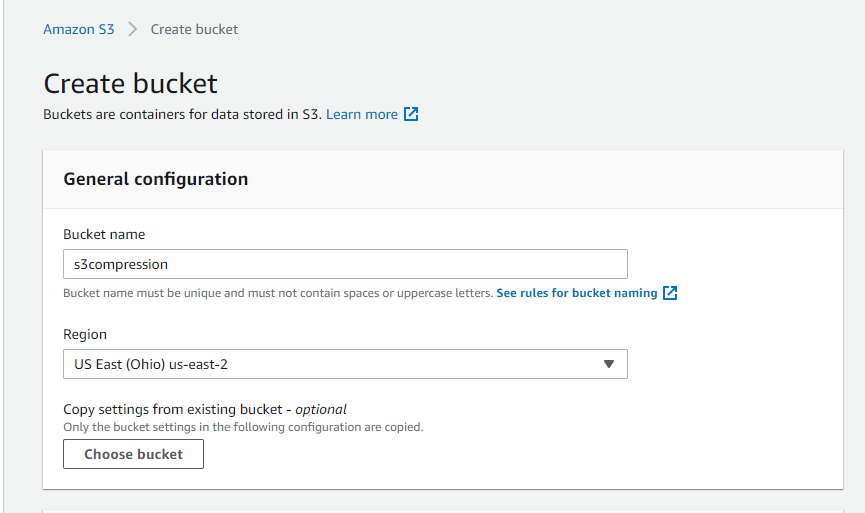 Amazon S3 > Create bucket
Create bucket
Buckets are containers for data stored in S3. Learn more
General configuration
Bucket name
s3compression
Bucket name must be unique and must not contain spaces or uppercase letters. See rules for bucket naming
Region
US East (Ohio) us-east-2
Copy settings from existing bucket - optional
Only the bucket settings in the following configuration are copied.
Choose bucket